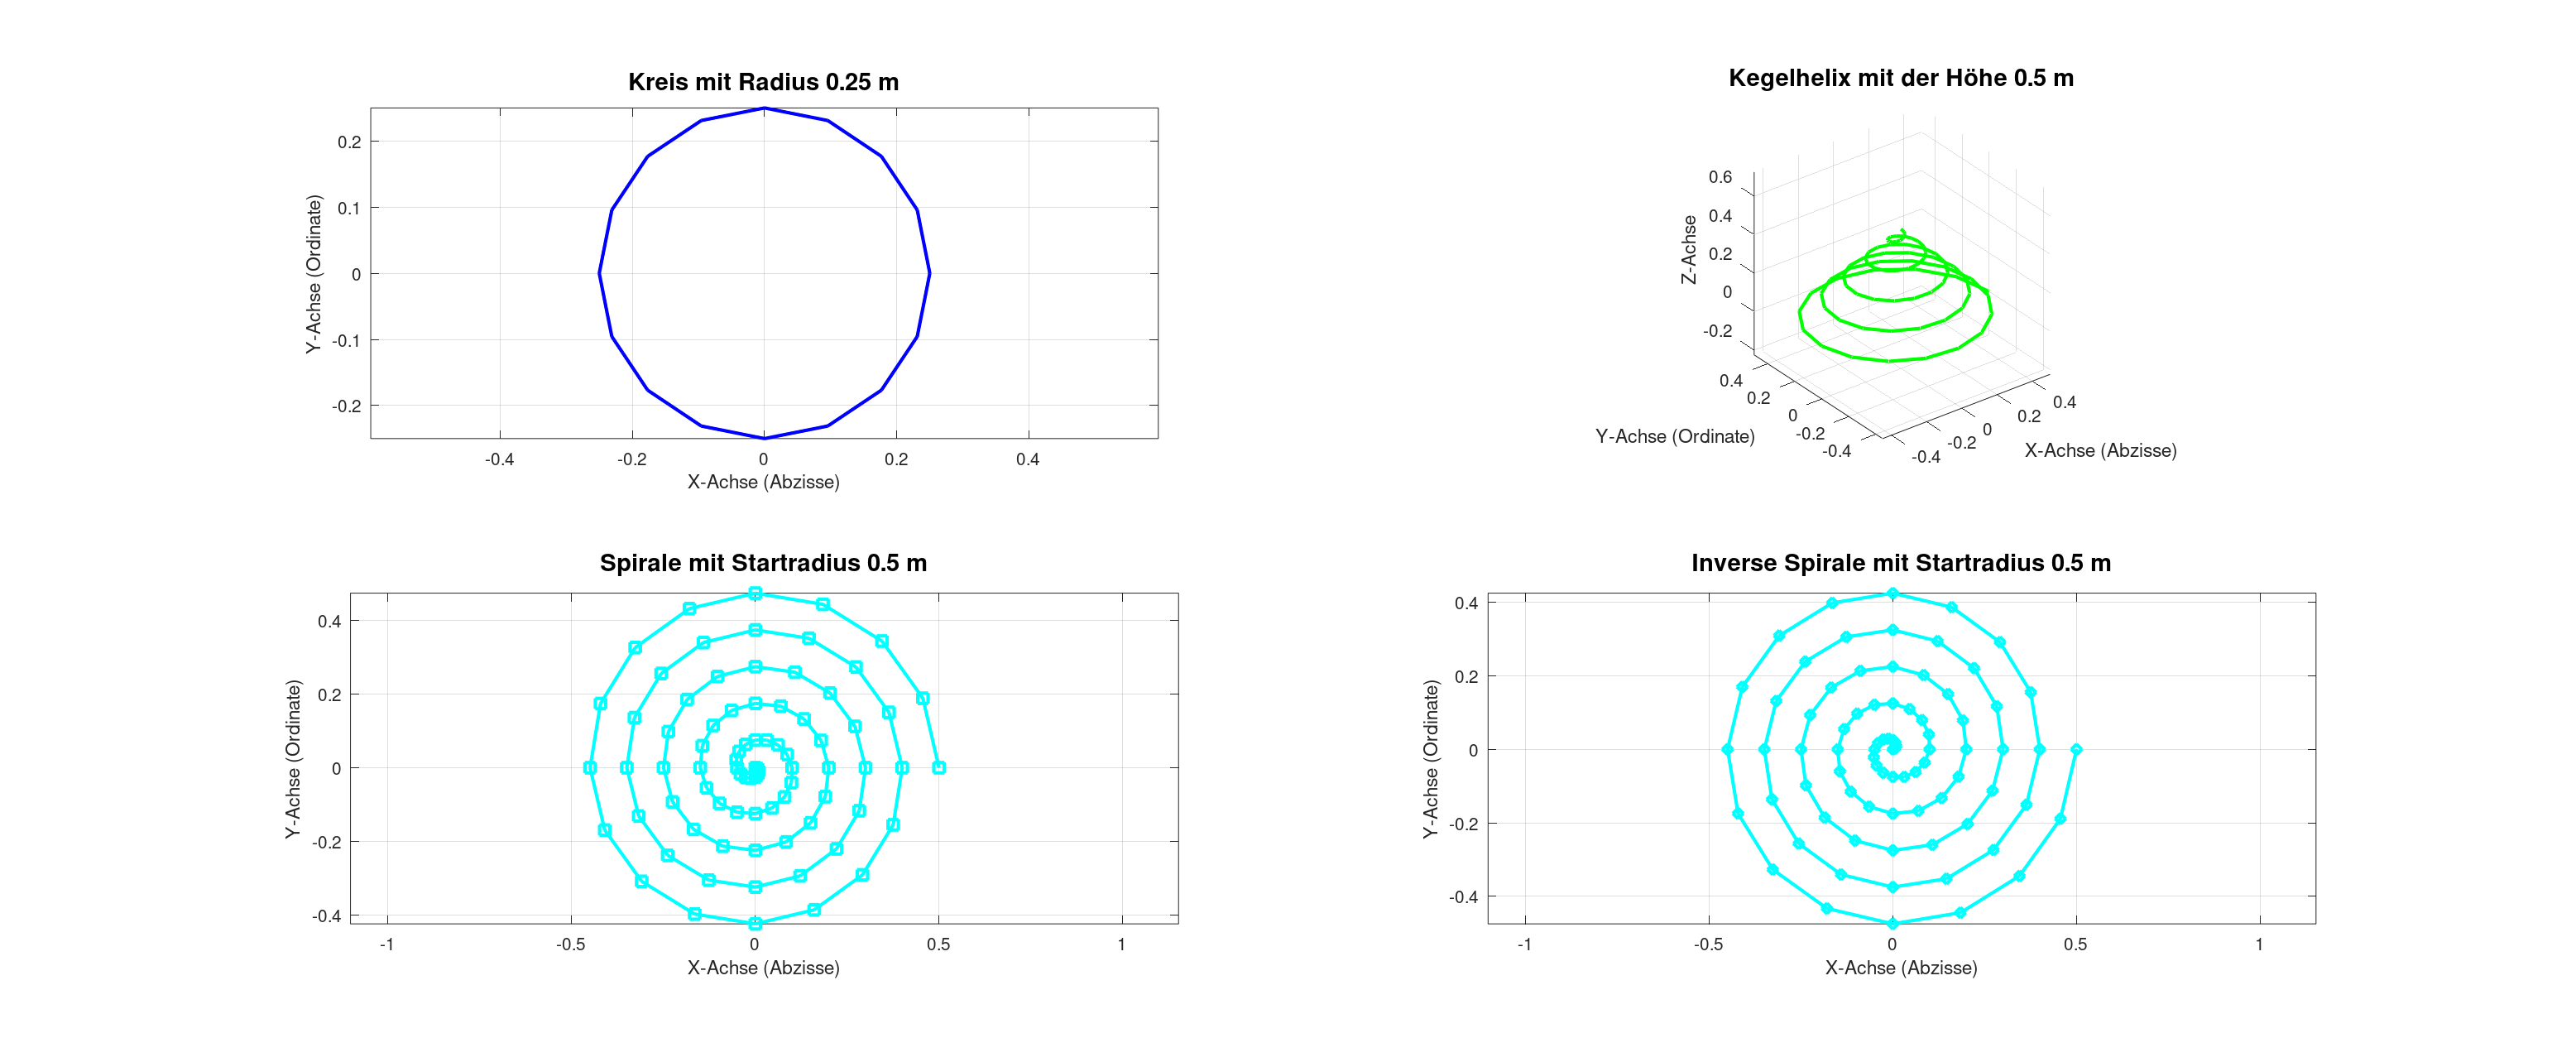 Kreis mit Radius 0.25 m
0.2
0.1
0
-0.1
-0.2
Y-Achse (Ordinate)
-0.4 -0.2 0 0.2 0.4
X-Achse (Abzisse)
Kegelhelix mit der Höhe 0.5 m
0.6
0.4
0.2
0
-0.2
Z-Achse
0.4
0.2
0
-0.2
-0.4
Y-Achse (Ordinate)
-0.4
-0.2
0
0.2
0.4
X-Achse (Abzisse)
Spirale mit Startradius 0.5 m
0.4
0.2
0
-0.2
-0.4
Y-Achse (Ordinate)
-1 -0.5 0 0.5 1
X-Achse (Abzisse)
Inverse Spirale mit Startradius 0.5 m
0.4
0.2
0
-0.2
-0.4
Y-Achse (Ordinate)
-1 -0.5 0 0.5 1
X-Achse (Abzisse)